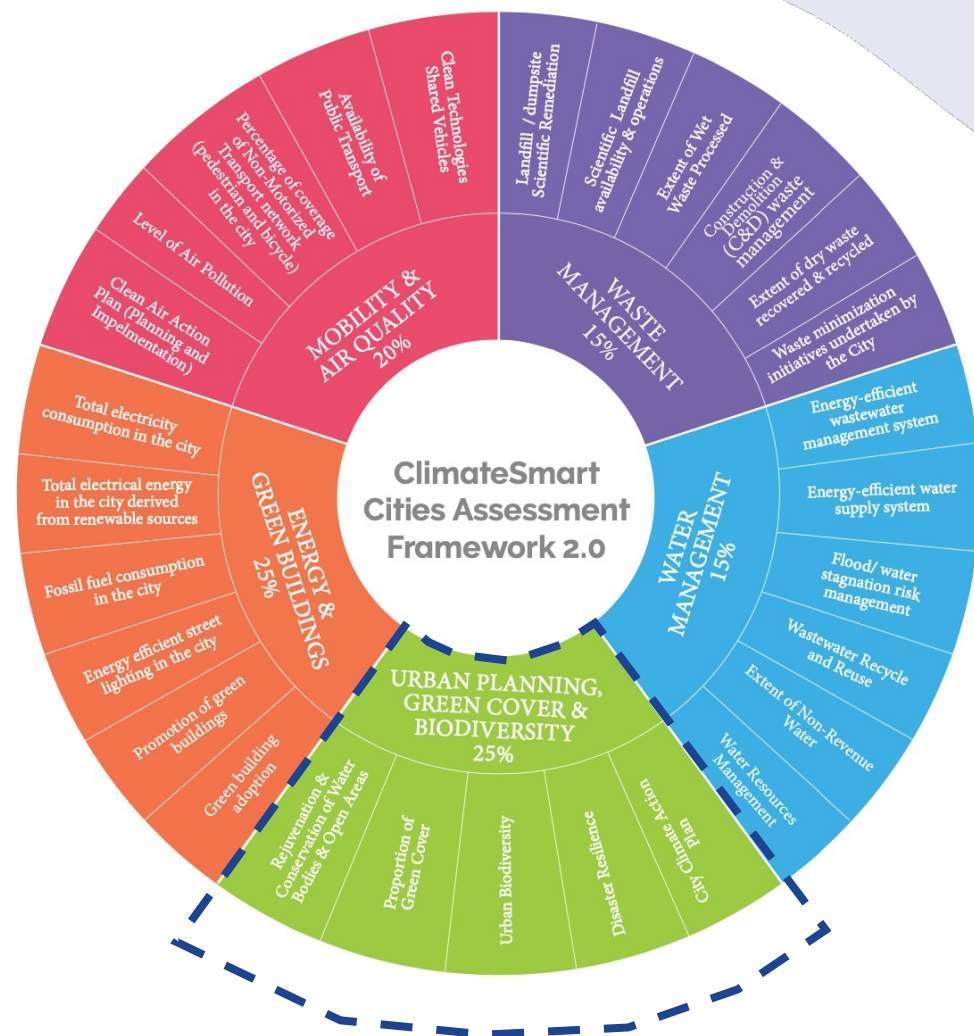 ClimateSmart
Cities Assessment
Framework 2.0
MOBILITY &
AIR QUALITY
20%
Clean Air Action
Plan (Planning and
Impelmentation)
Level of Air Pollution
Percentage of coverage
of Non-Motorized
Transport network
(pedestrian and bicycle)
in the city
Availability of
Public Transport
Clean Technologies
Shared Vehicles
WASTE
MANAGEMENT
15%
Landfill / dumpsite
Scientific Remediation
Scientific Landfill
availability & operations
Extent of Wet
Waste Processed
Construction &
Demolition
(C&D) waste
management
Extent of dry waste
recovered & recycled
Waste minimization
initiatives undertaken by
the City
WATER
MANAGEMENT
15%
Energy-efficient
wastewater
management system
Energy-efficient water
supply system
Flood/ water
stagnation risk
management
Wastewater Recycle
and Reuse
Extent of Non-Revenue
Water
Water Resources
Management
URBAN PLANNING,
GREEN COVER &
BIODIVERSITY
25%
City Climate Action
Plan
Disaster Resilience
Urban Biodiversity
Proportion of
Green Cover
Rejuvenation &
Conservation of Water
Bodies & Open Areas
ENERGY &
GREEN BUILDINGS
25%
Green building
adoption
Promotion of green
buildings
Energy efficient street
lighting in the city
Fossil fuel consumption
in the city
Total electrical energy
in the city derived
from renewable sources
Total electricity
consumption in the city